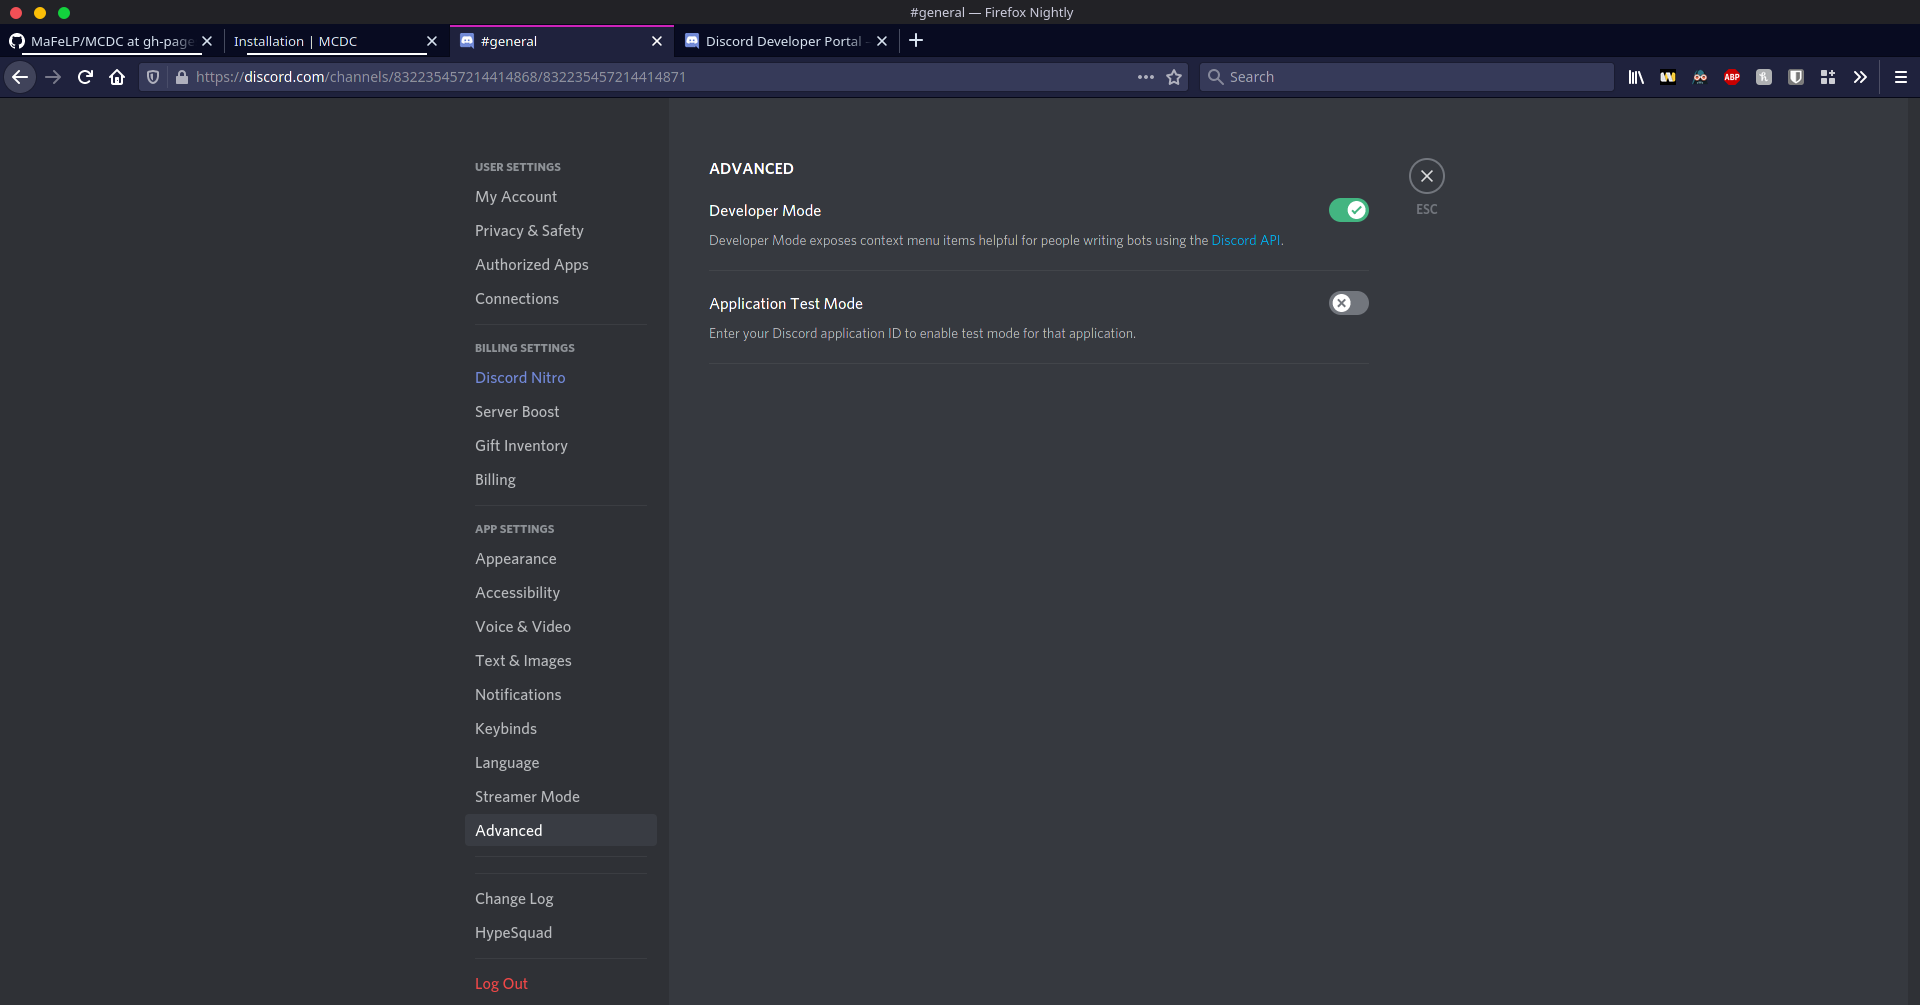 #general — Firefox Nightly
MaFeLP/MCDC at gh-page
Installation | MCDC
#general
Discord Developer Portal
https://discord.com/channels/832235457214414868/832235457214414871
Search
ABP
USER SETTINGS
My Account
Privacy & Safety
Authorized Apps
Connections
BILLING SETTINGS
Discord Nitro
Server Boost
Gift Inventory
Billing
APP SETTINGS
Appearance
Accessibility
Voice & Video
Text & Images
Notifications
Keybinds
Language
Streamer Mode
Advanced
Change Log
HypeSquad
Log Out
ADVANCED
Developer Mode
Developer Mode exposes context menu items helpful for people writing bots using the Discord API.
Application Test Mode
Enter your Discord application ID to enable test mode for that application.
ESC